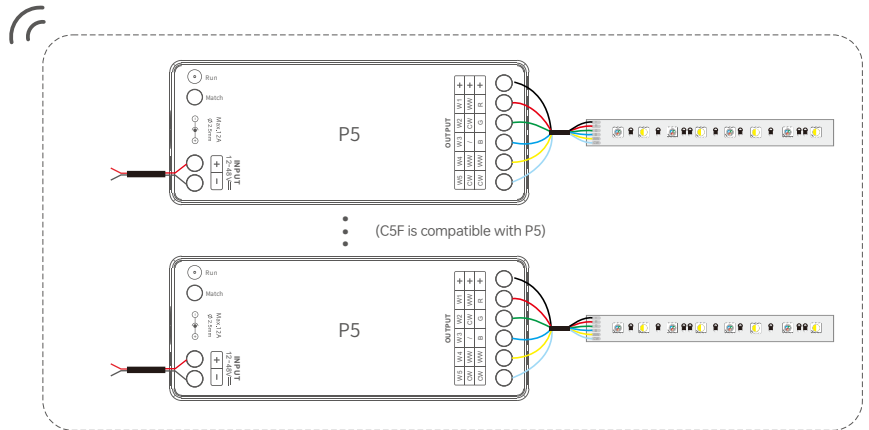 Run
Match
Max.12A
Ø 2.5mm
+
−
INPUT
12~48V
P5
OUTPUT
+ + +
W1 WW R
W2 CW G
W3 / B
W4 WW WW
W5 CW CW
(C5F is compatible with P5)
Run
Match
Max.12A
Ø 2.5mm
+
−
INPUT
12~48V
P5
OUTPUT
+ + +
W1 WW R
W2 CW G
W3 / B
W4 WW WW
W5 CW CW